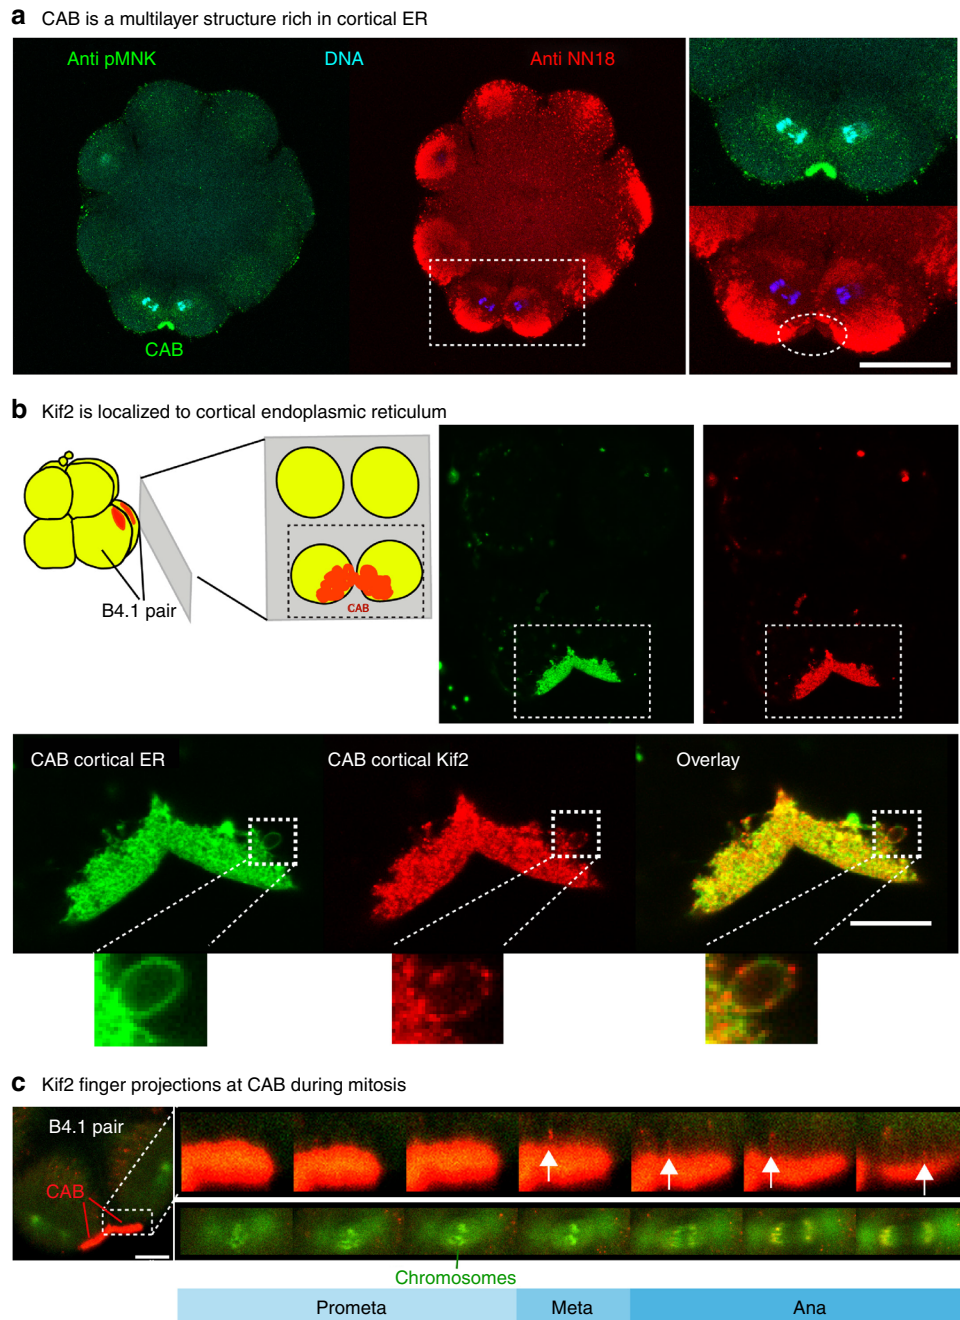 a CAB is a multilayer structure rich in cortical ER
Anti pMNK DNA Anti NN18
CAB
b Kif2 is localized to cortical endoplasmic reticulum
B4.1 pair
CAB
CAB cortical ER CAB cortical Kif2 Overlay
c Kif2 finger projections at CAB during mitosis
B4.1 pair
CAB
Chromosomes
Prometa Meta Ana